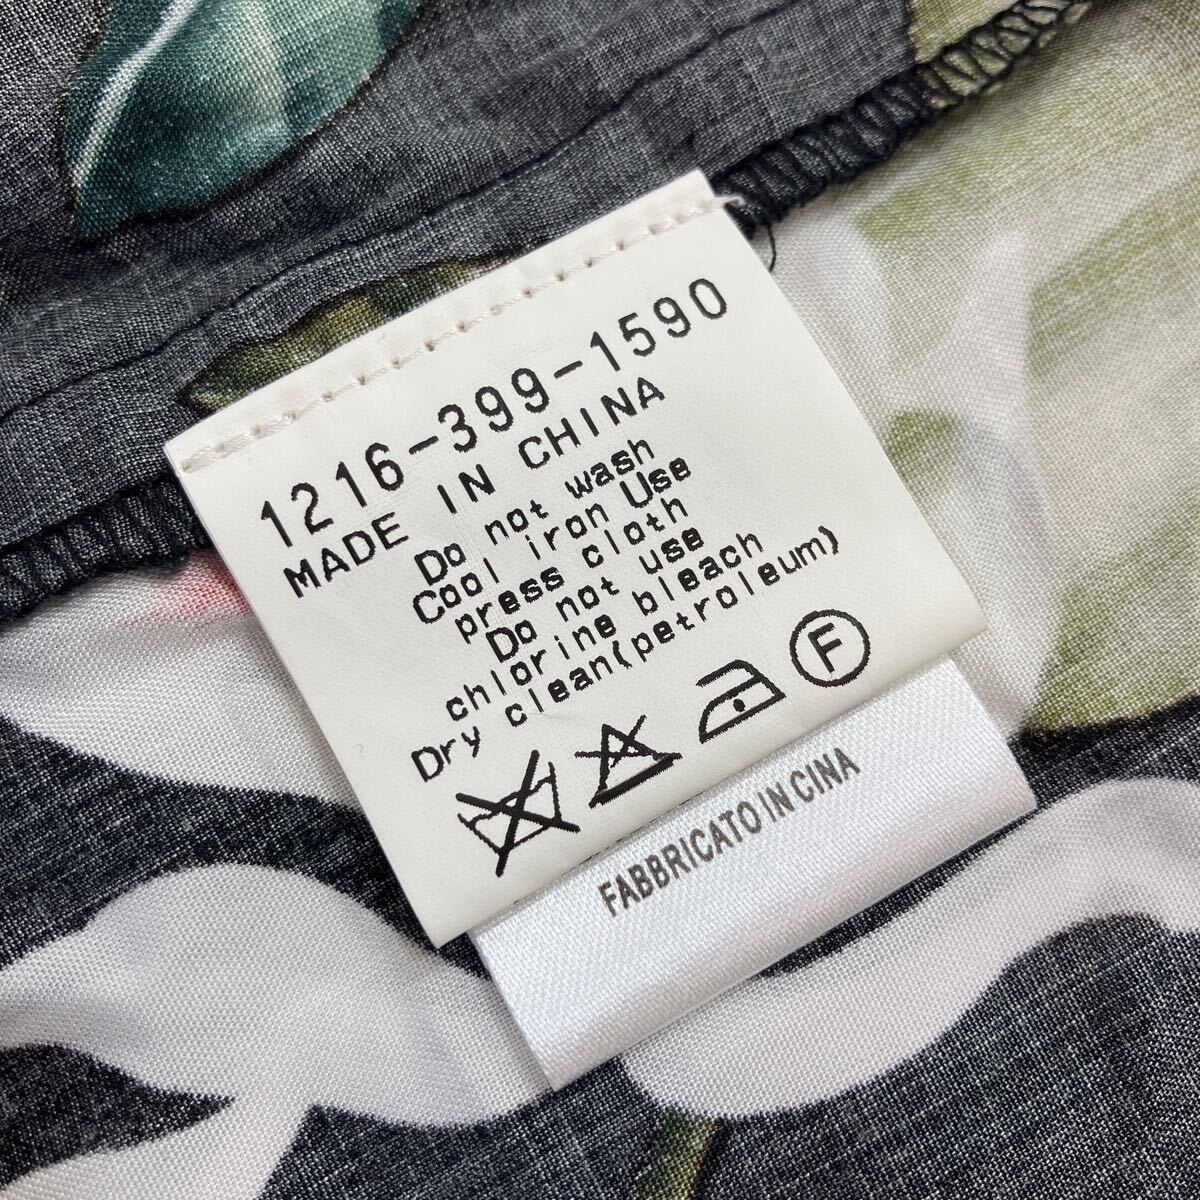 1216-399-1590
MADE IN CHINA
Do not wash
Cool iron Use
press cloth
Do not use
chlorine bleach
Dry clean(petroleum)
F
FABBRICATO IN CINA